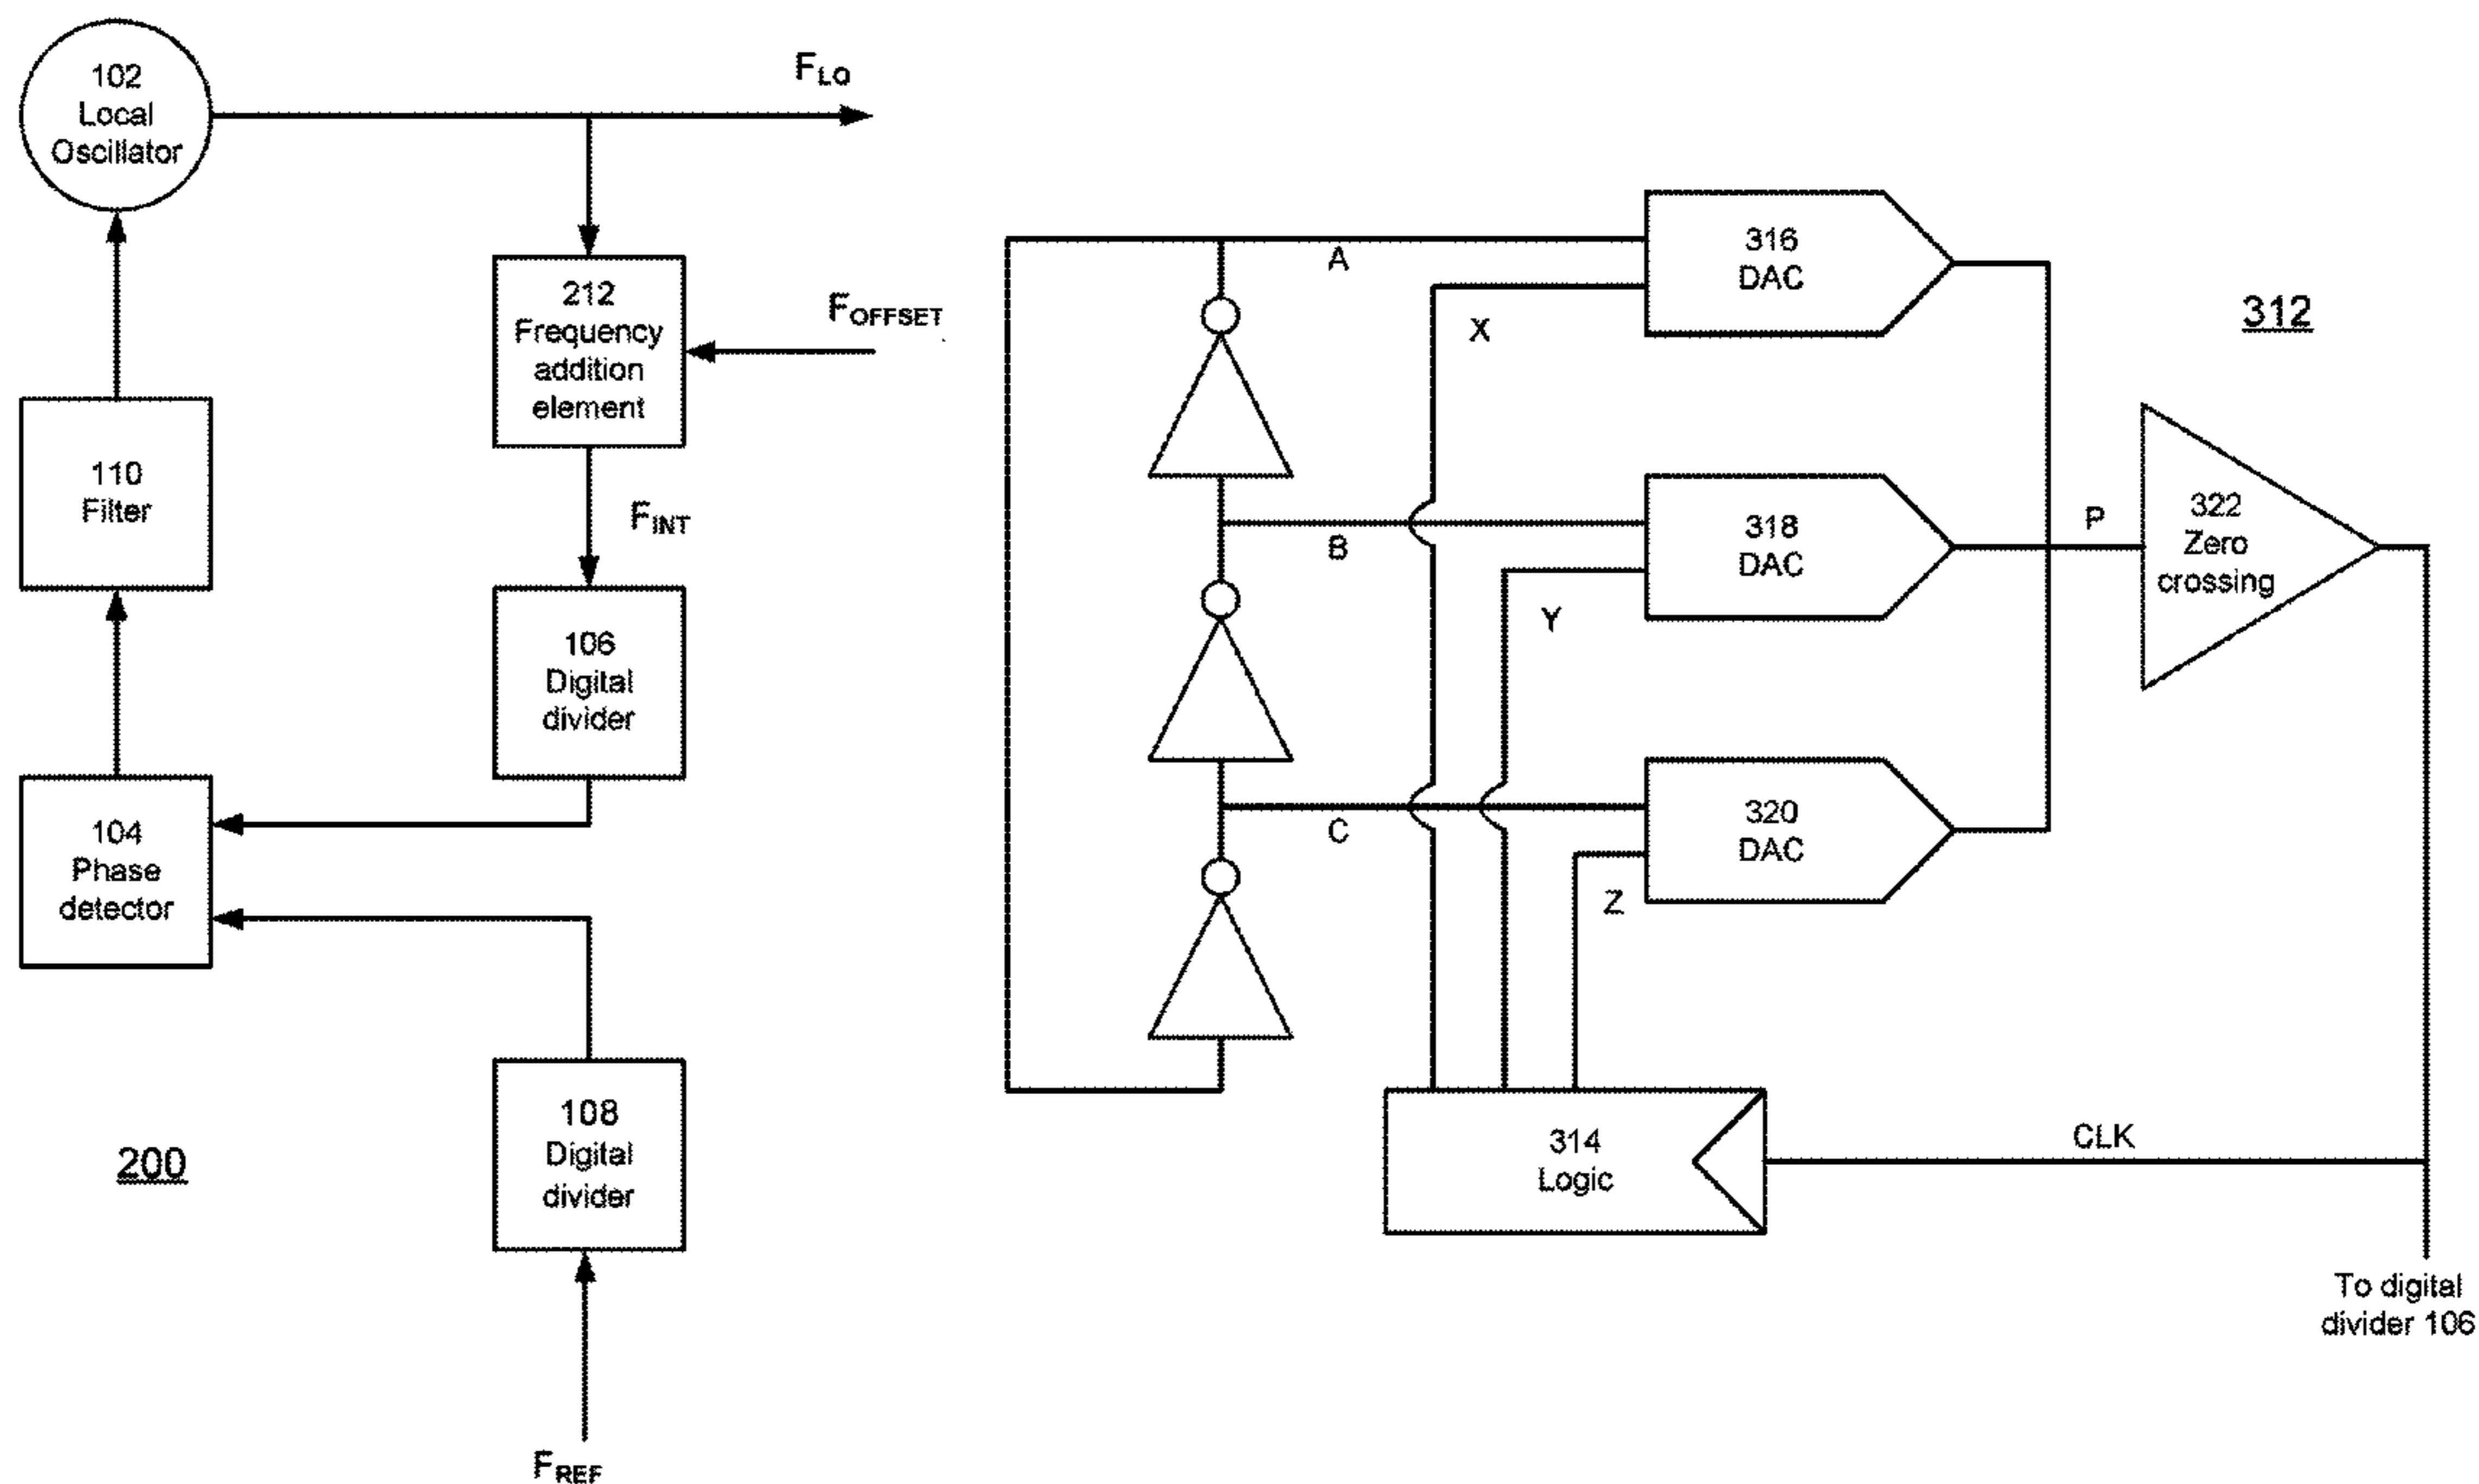 102
Local
Oscillator
F_LO
212
Frequency
addition
element
F_OFFSET
110
Filter
F_INT
106
Digital
divider
104
Phase
detector
108
Digital
divider
200
F_REF
A
316
DAC
312
X
B
318
DAC
P
322
Zero
crossing
Y
C
320
DAC
Z
314
Logic
CLK
To digital
divider 106